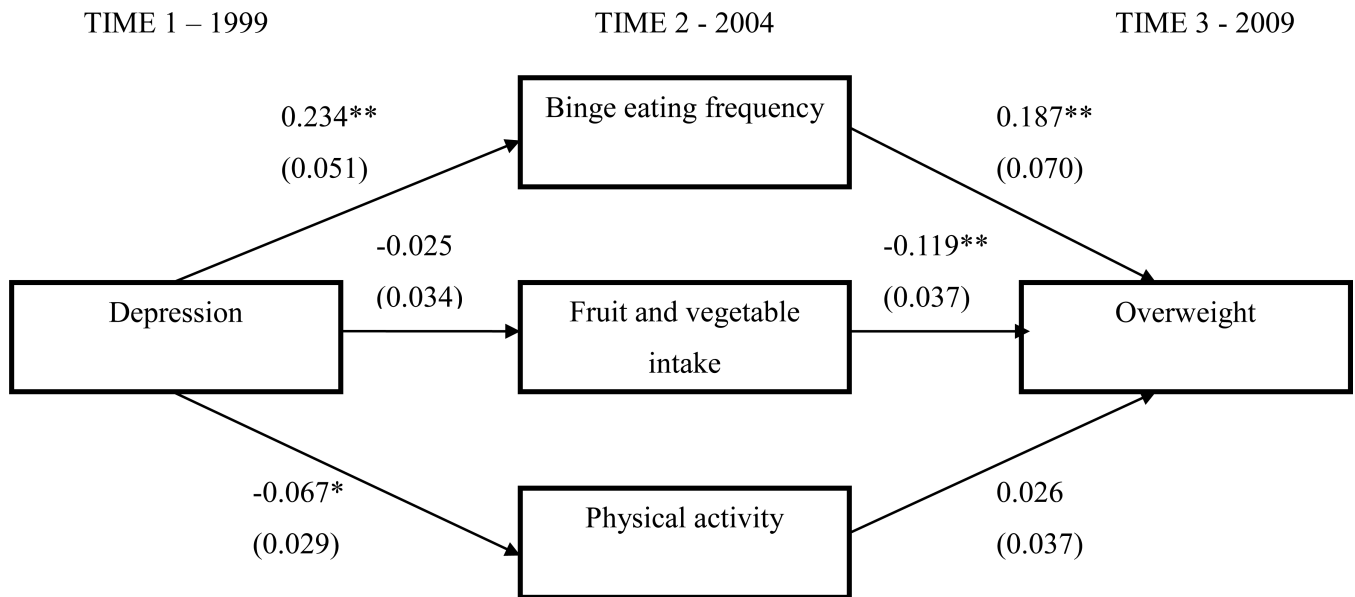 TIME 1 – 1999
TIME 2 - 2004
TIME 3 - 2009
0.234**
(0.051)
Binge eating frequency
0.187**
(0.070)
-0.025
(0.034)
-0.119**
(0.037)
Depression
Fruit and vegetable
intake
Overweight
-0.067*
(0.029)
Physical activity
0.026
(0.037)